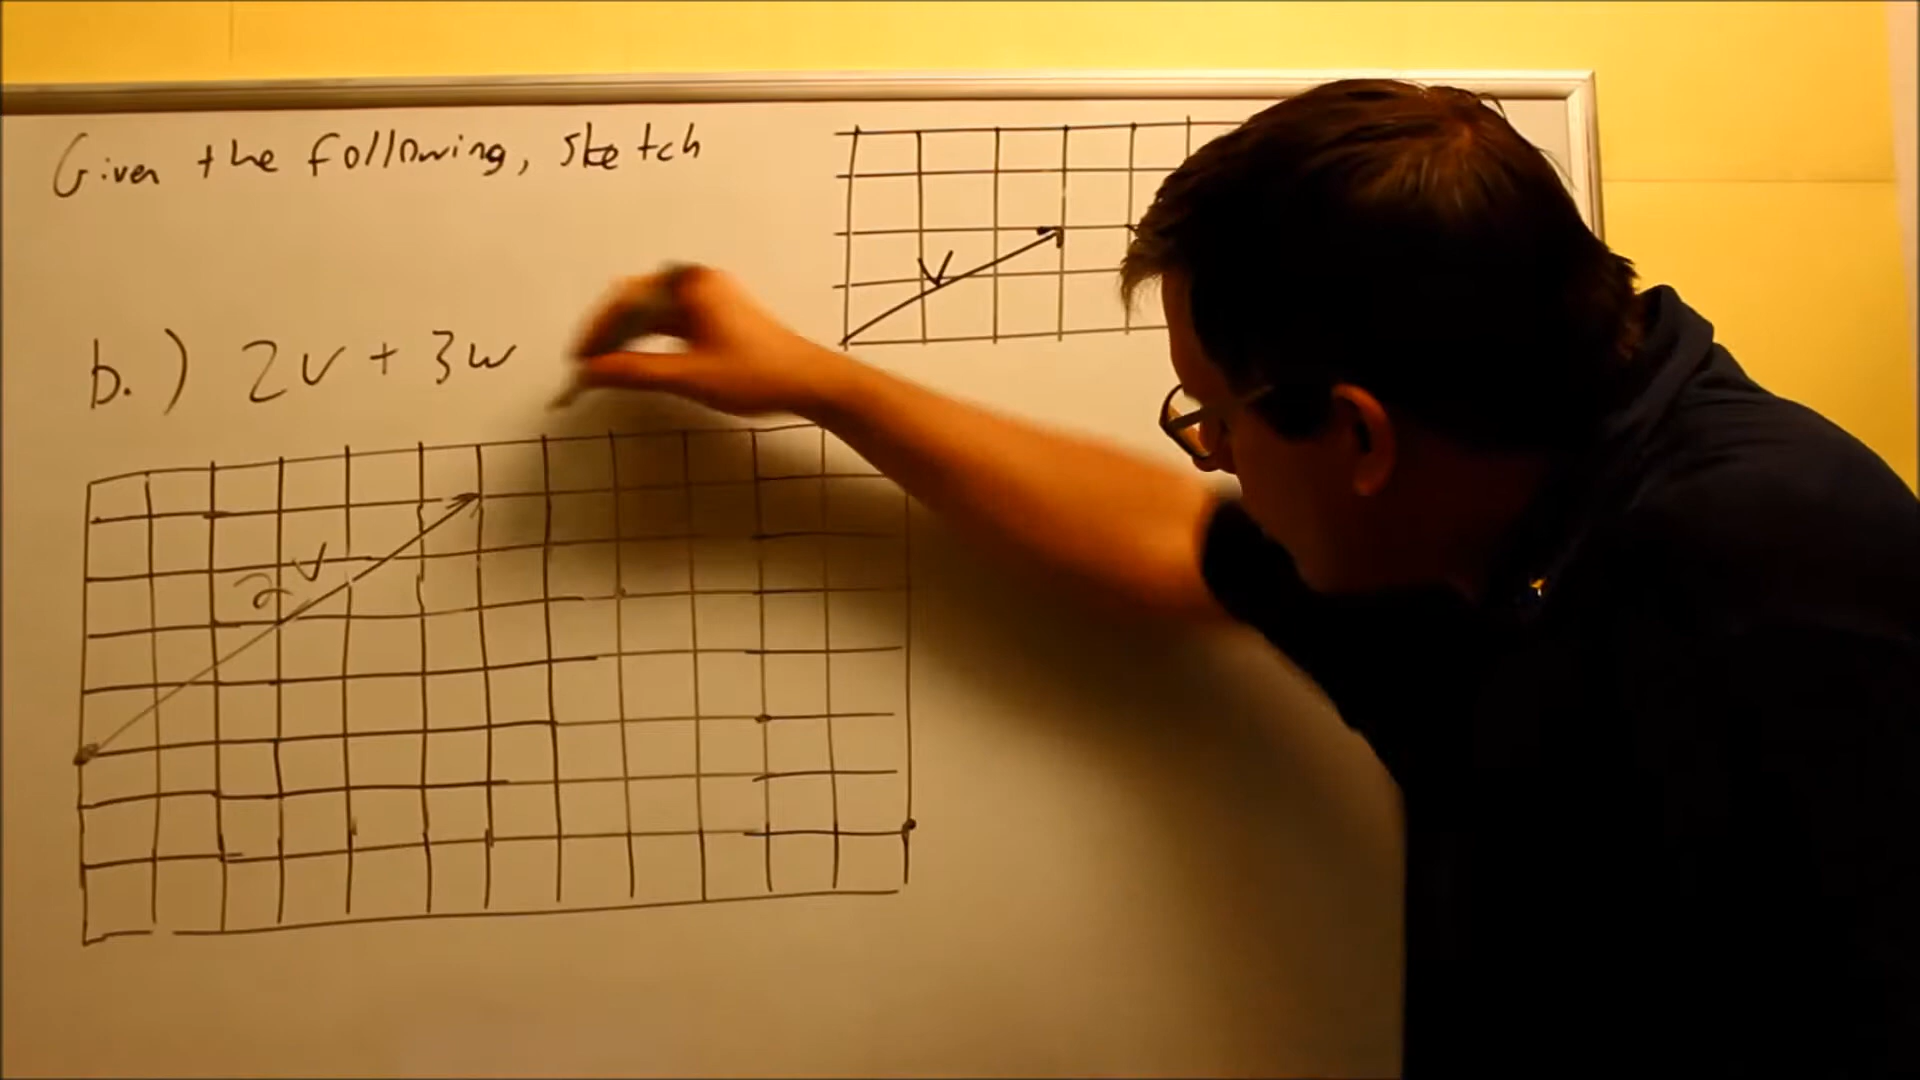 Given the following, sketch
V
b.) 2v + 3w
2v